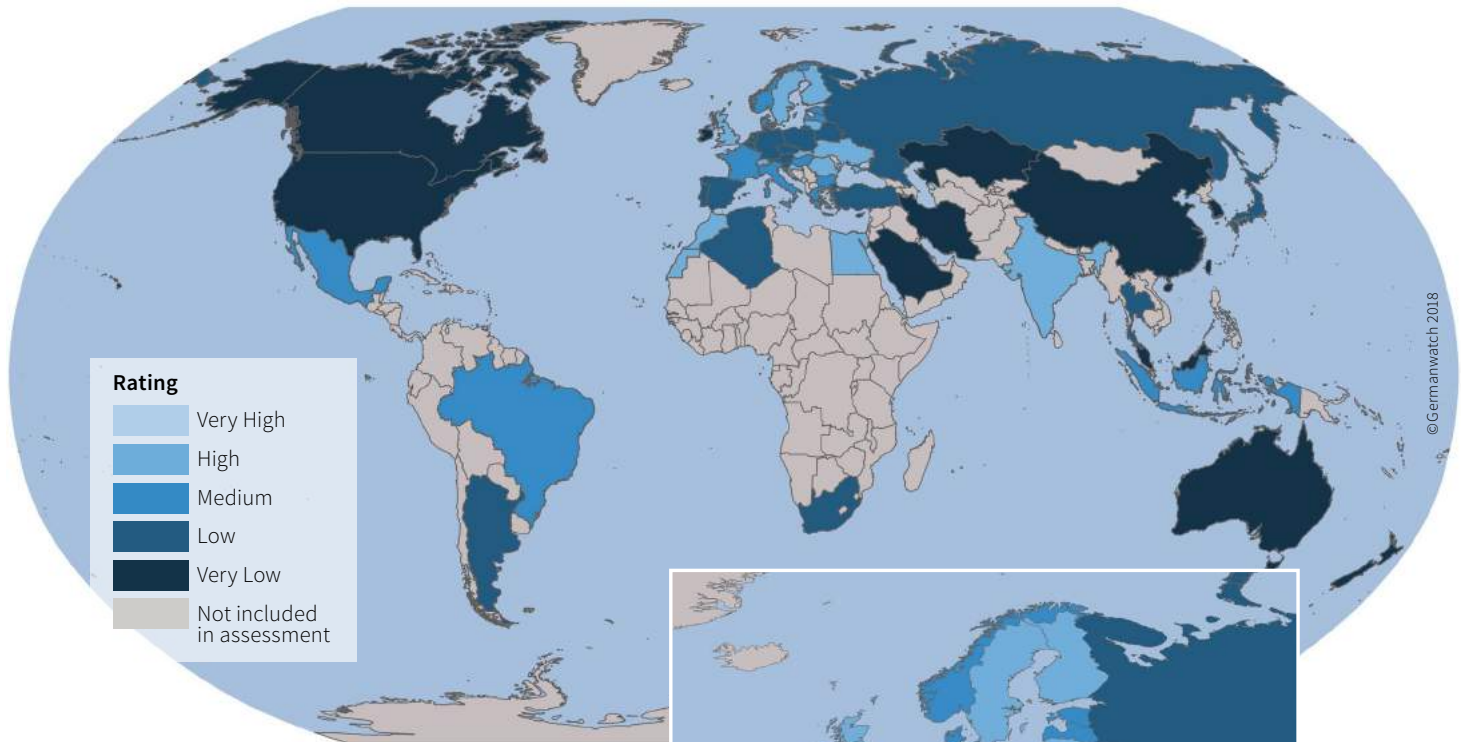 Rating
Very High
High
Medium
Low
Very Low
Not included
in assessment
©Germanwatch 2018